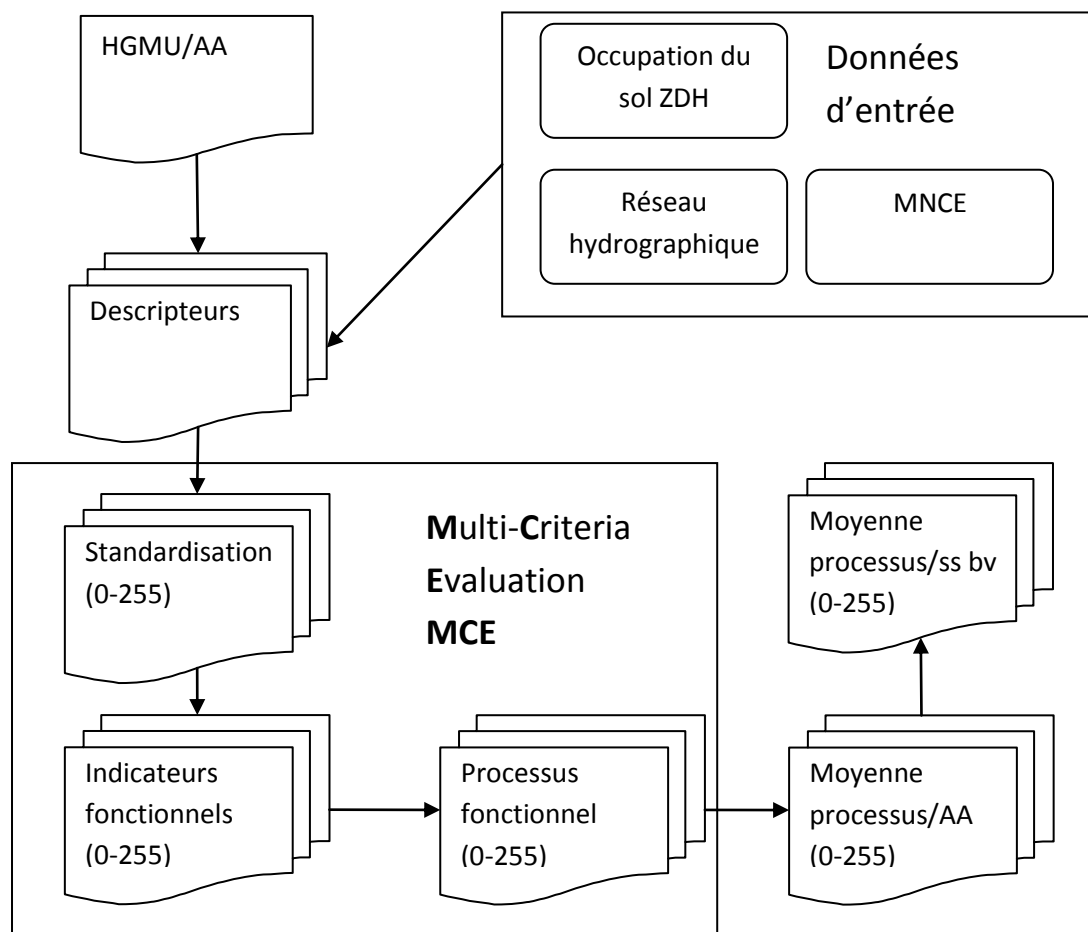 HGMU/AA
Occupation du
sol ZDH
Données
d’entrée
Réseau
hydrographique
MNCE
Descripteurs
Standardisation
(0-255)
Multi-Criteria
Evaluation
MCE
Moyenne
processus/ss bv
(0-255)
Indicateurs
fonctionnels
(0-255)
Processus
fonctionnel
(0-255)
Moyenne
processus/AA
(0-255)